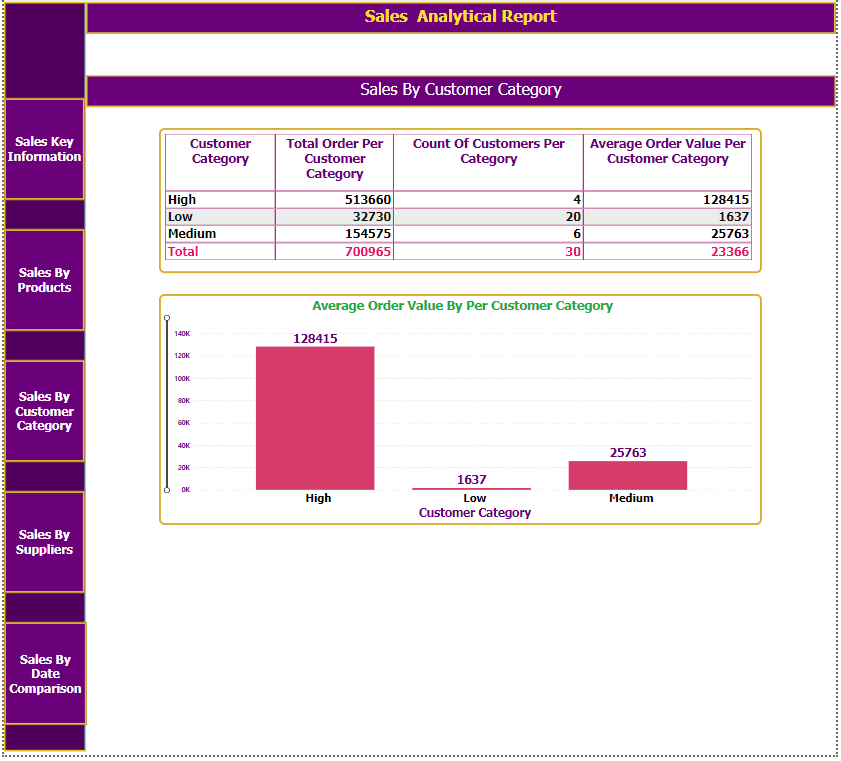 Sales  Analytical Report
Sales By Customer Category
Sales Key
Information
Sales By
Products
Sales By
Customer
Category
Sales By
Suppliers
Sales By
Date
Comparison
Customer Category Total Order Per Customer Category Count Of Customers Per Category Average Order Value Per Customer Category
High 513660 4 128415
Low 32730 20 1637
Medium 154575 6 25763
Total 700965 30 23366
Average Order Value By Per Customer Category
140K
120K
100K
80K
60K
40K
20K
0K
128415
1637
25763
High Low Medium
Customer Category